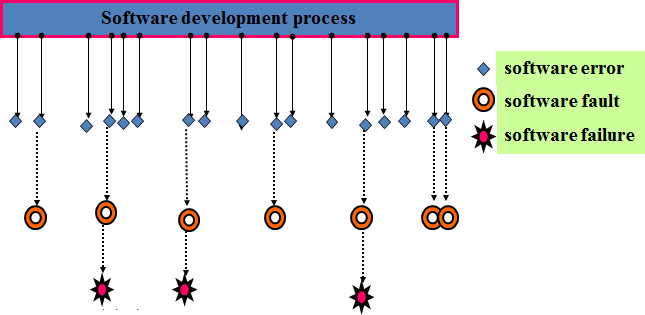 Software development process
software error
software fault
software failure